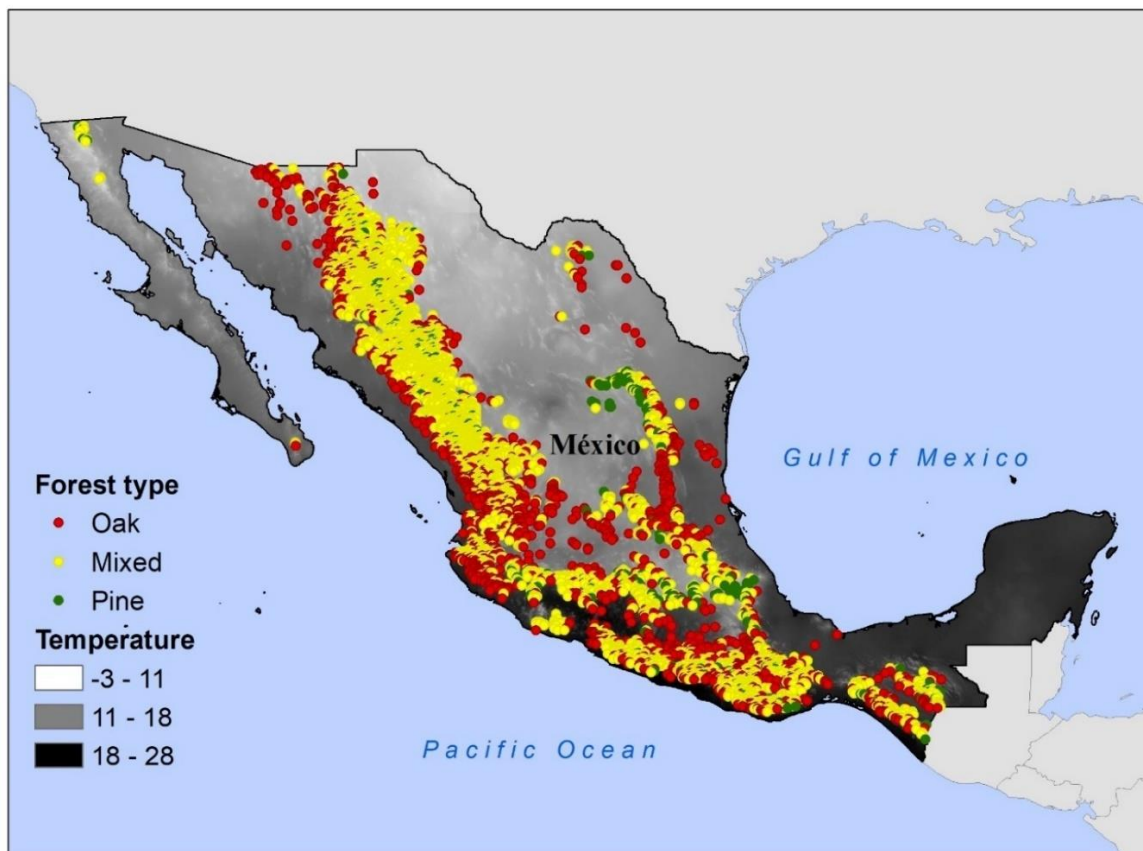 México
Gulf of Mexico
Forest type
Oak
Mixed
Pine
Temperature
-3 - 11
11 - 18
18 - 28
Pacific Ocean